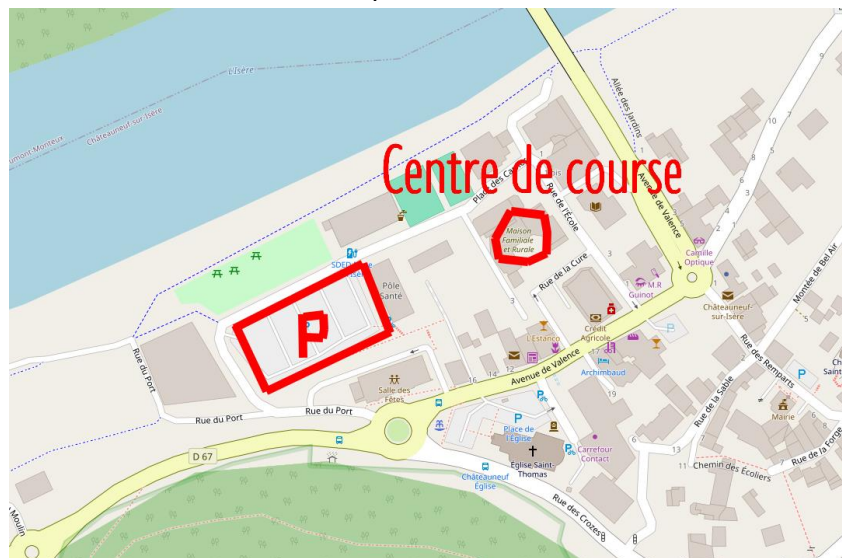 L'Isère
Châteauneuf-sur-Isère
Allée des Jardins
Centre de course
Place des Cannes
Rue de l'École
Avenue de Valence
Maison
Familiale
et Rurale
Rue de la Cure
Camille
Optique
Montée de Bel Air
Pôle
Santé
M.R
Guinot
Châteauneuf-
sur-Isère
P
L'Estanco
Crédit
Agricole
Archimbaud
Avenue de Valence
Rue du Port
Salle des
Fêtes
Rue du Port
Rue du Port
Rue des Remparts
Rue de la Sable
Mairie
Place de
l'Église
D 67
Église Saint-
Thomas
Carrefour
Contact
Châteauneuf
Église
Chemin des Écoliers
Rue de la Forge
Rue des Crozes